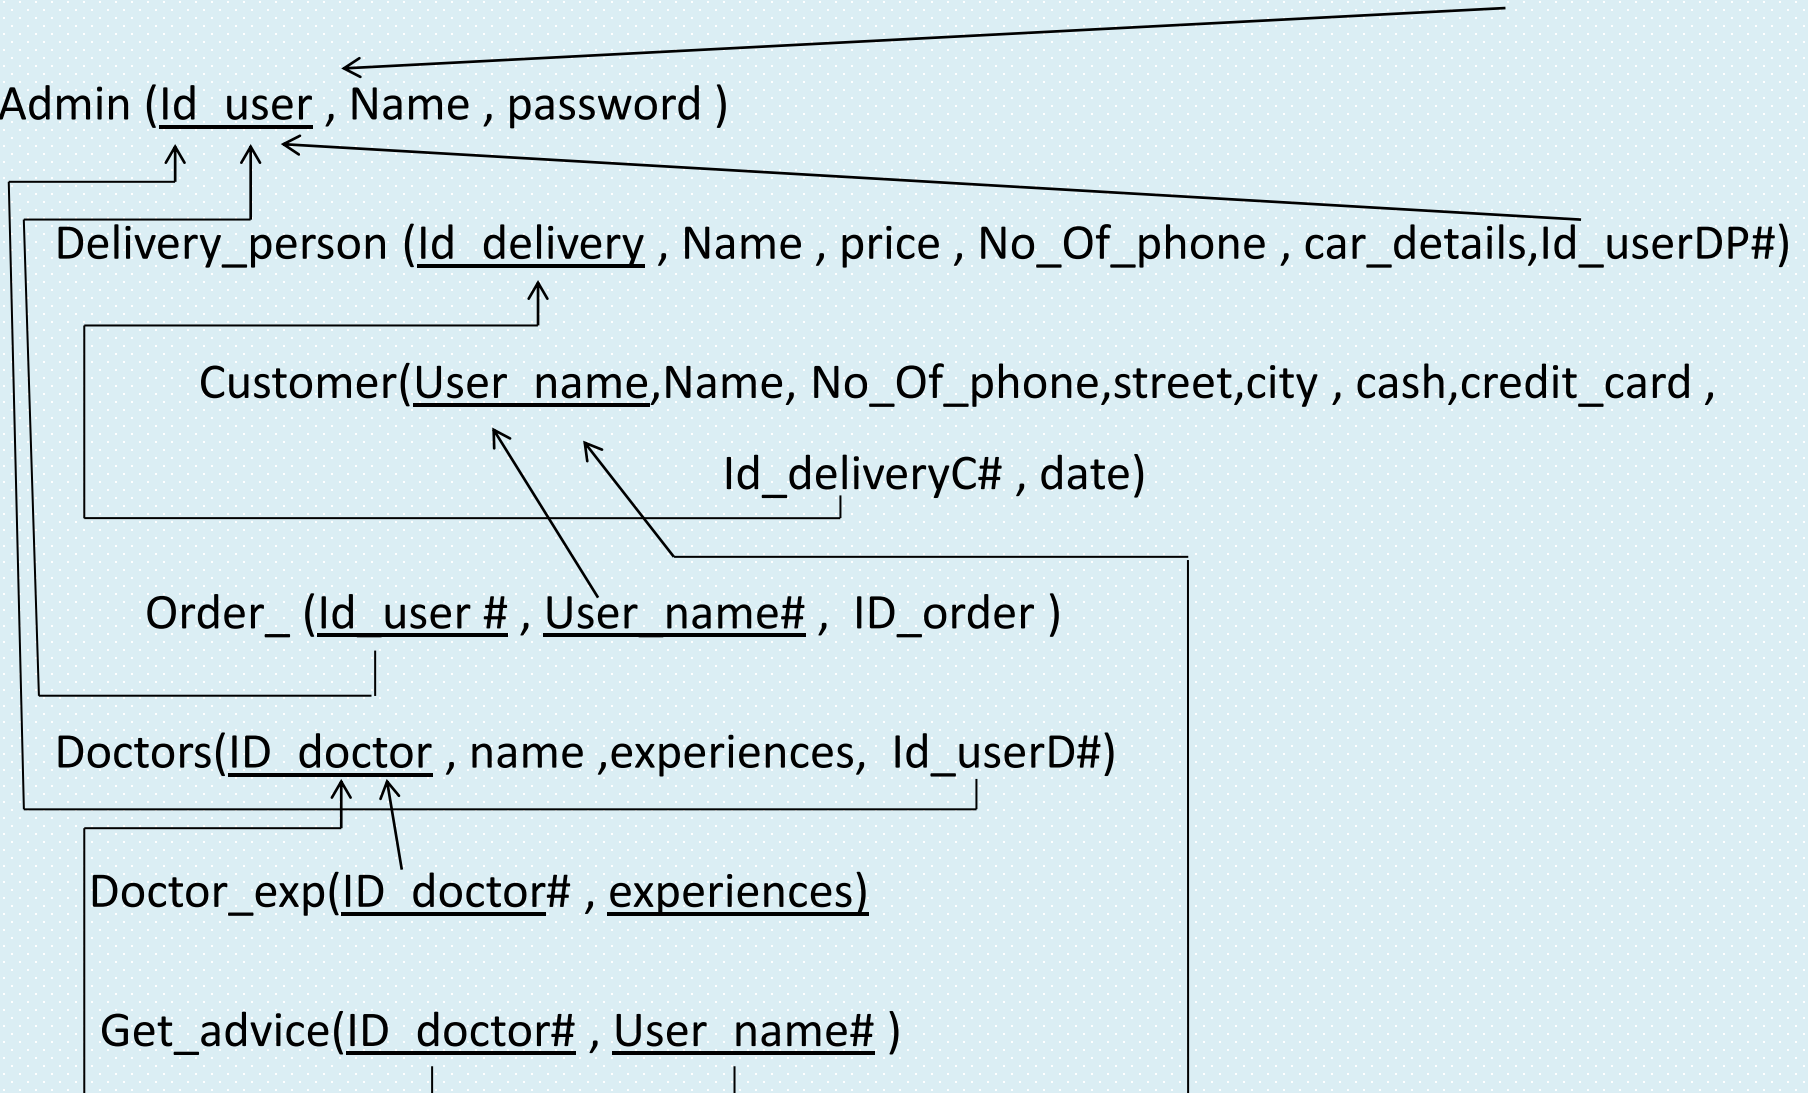 Admin (Id_user , Name , password )
Delivery_person (Id_delivery , Name , price , No_Of_phone , car_details,Id_userDP#)
Customer(User_name,Name, No_Of_phone,street,city , cash,credit_card ,
Id_deliveryC# , date)
Order_ (Id_user # , User_name# , ID_order )
Doctors(ID_doctor , name ,experiences, Id_userD#)
Doctor_exp(ID_doctor# , experiences)
Get_advice(ID_doctor# , User_name# )